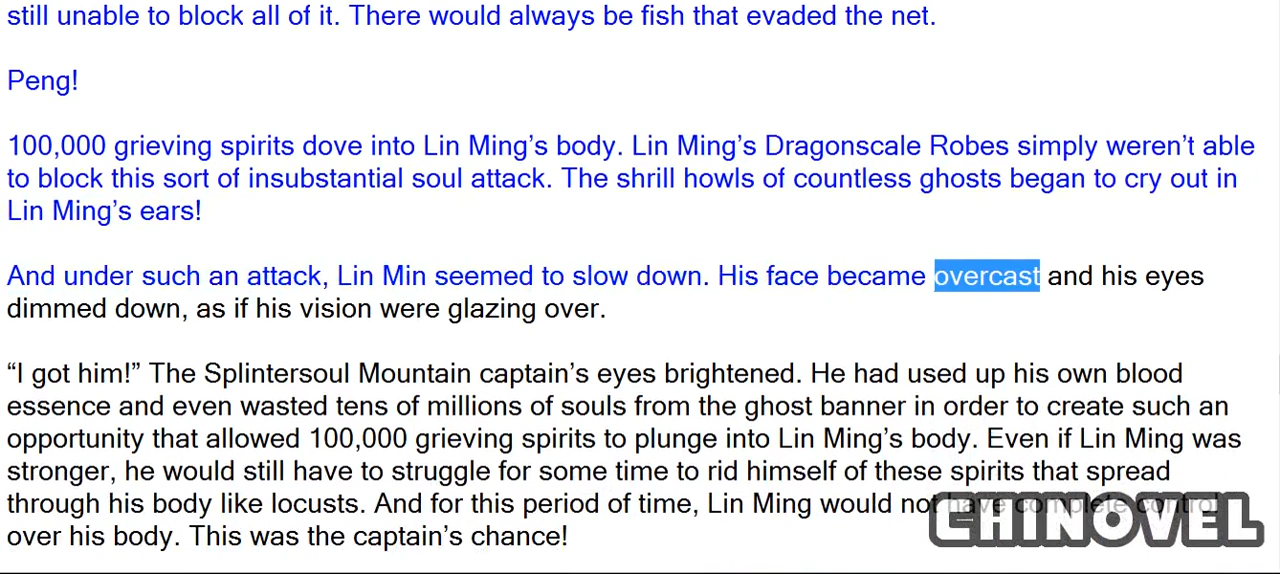 still unable to block all of it. There would always be fish that evaded the net.
Peng!
100,000 grieving spirits dove into Lin Ming’s body. Lin Ming’s Dragonscale Robes simply weren’t able
to block this sort of insubstantial soul attack. The shrill howls of countless ghosts began to cry out in
Lin Ming’s ears!
And under such an attack, Lin Min seemed to slow down. His face became overcast and his eyes
dimmed down, as if his vision were glazing over.
“I got him!” The Splintersoul Mountain captain’s eyes brightened. He had used up his own blood
essence and even wasted tens of millions of souls from the ghost banner in order to create such an
opportunity that allowed 100,000 grieving spirits to plunge into Lin Ming’s body. Even if Lin Ming was
stronger, he would still have to struggle for some time to rid himself of these spirits that spread
through his body like locusts. And for this period of time, Lin Ming would not have complete control
over his body. This was the captain’s chance!
CHINOVEL